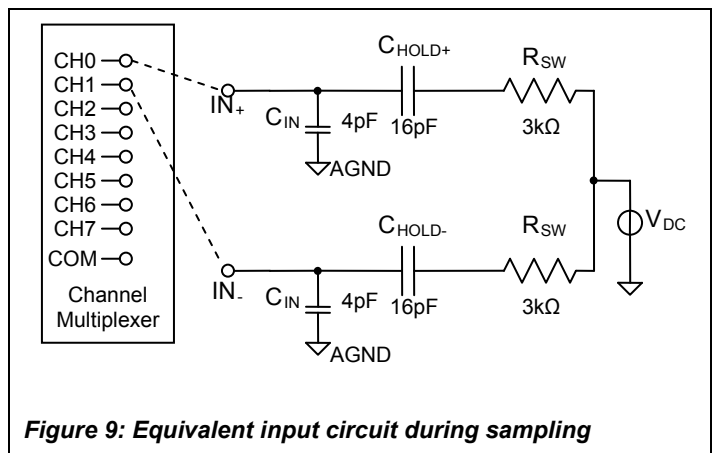 CH0
CH1
CH2
CH3
CH4
CH5
CH6
CH7
COM
Channel
Multiplexer
IN+
CIN
4pF
AGND
CHOLD+
16pF
RSW
3kΩ
IN-
CIN
4pF
AGND
CHOLD-
16pF
RSW
3kΩ
VDC
Figure 9: Equivalent input circuit during sampling